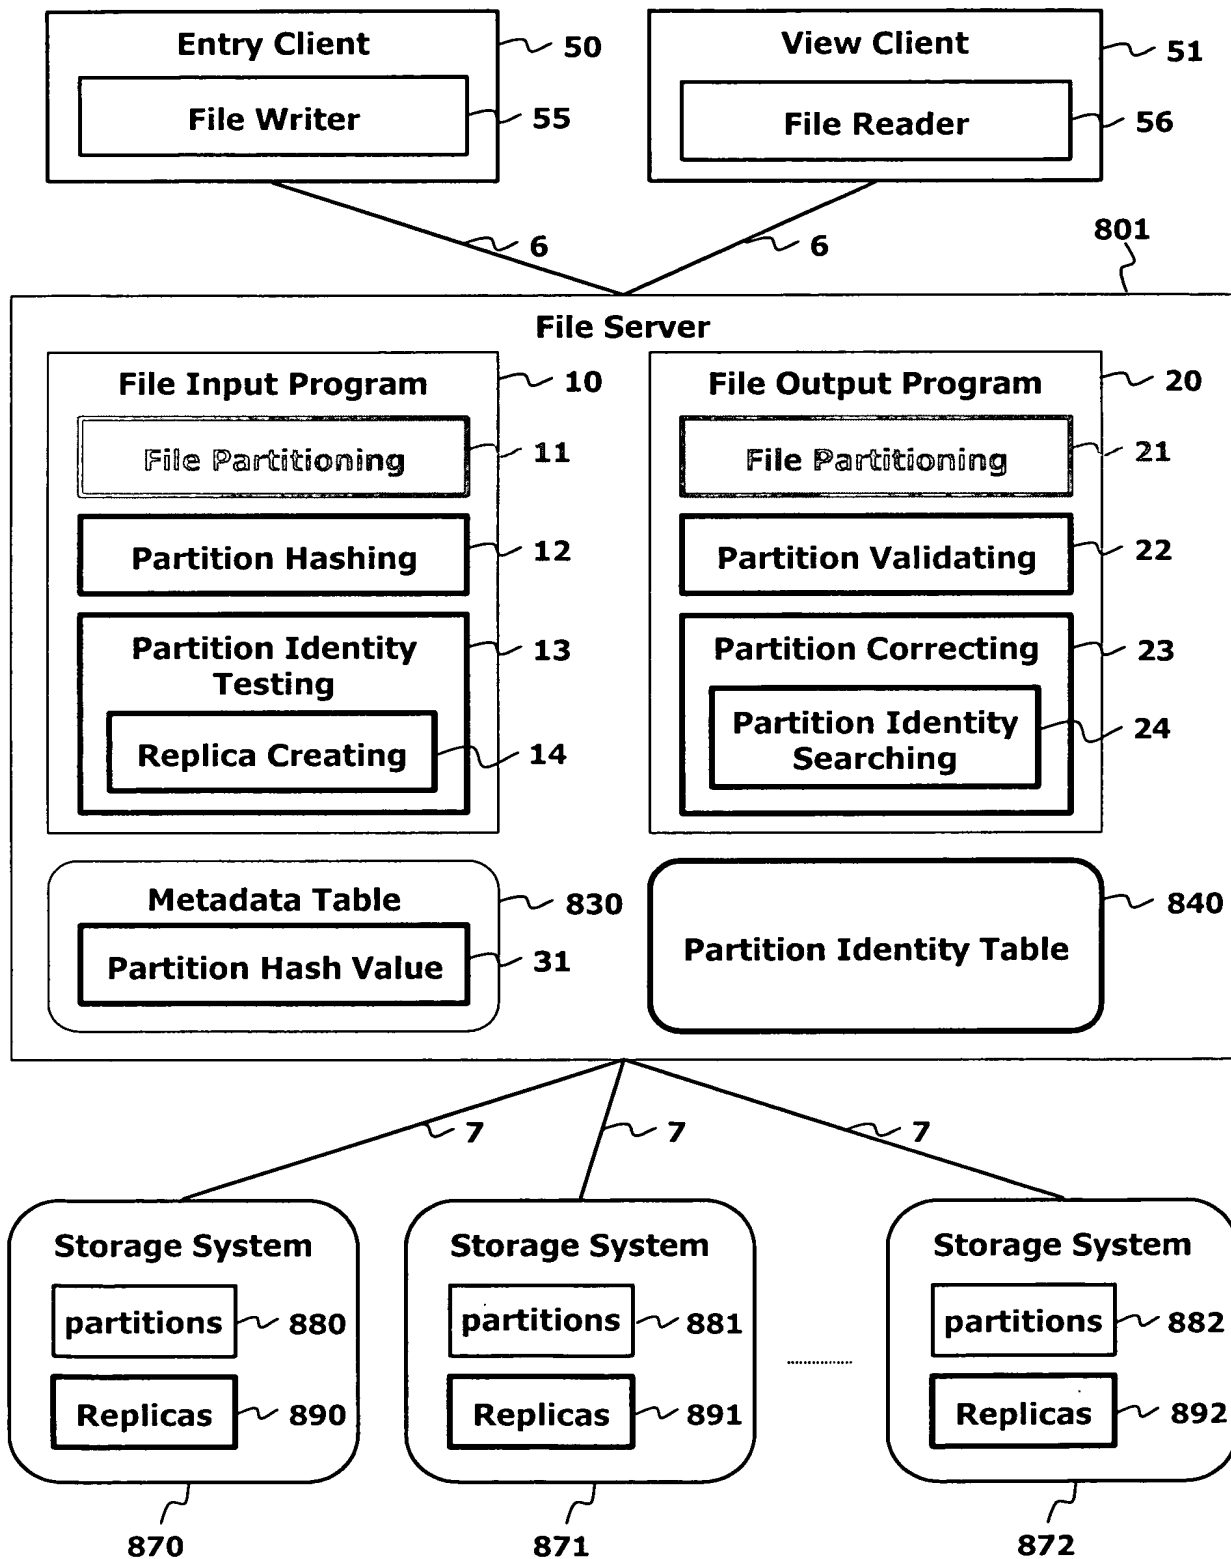 Entry Client
50
File Writer
55
View Client
51
File Reader
56
6
6
801
File Server
File Input Program
10
File Partitioning
11
Partition Hashing
12
Partition Identity
Testing
13
Replica Creating
14
File Output Program
20
File Partitioning
21
Partition Validating
22
Partition Correcting
23
Partition Identity
Searching
24
Metadata Table
830
Partition Hash Value
31
Partition Identity Table
840
7
7
7
Storage System
partitions
880
Replicas
890
870
Storage System
partitions
881
Replicas
891
871
Storage System
partitions
882
Replicas
892
872